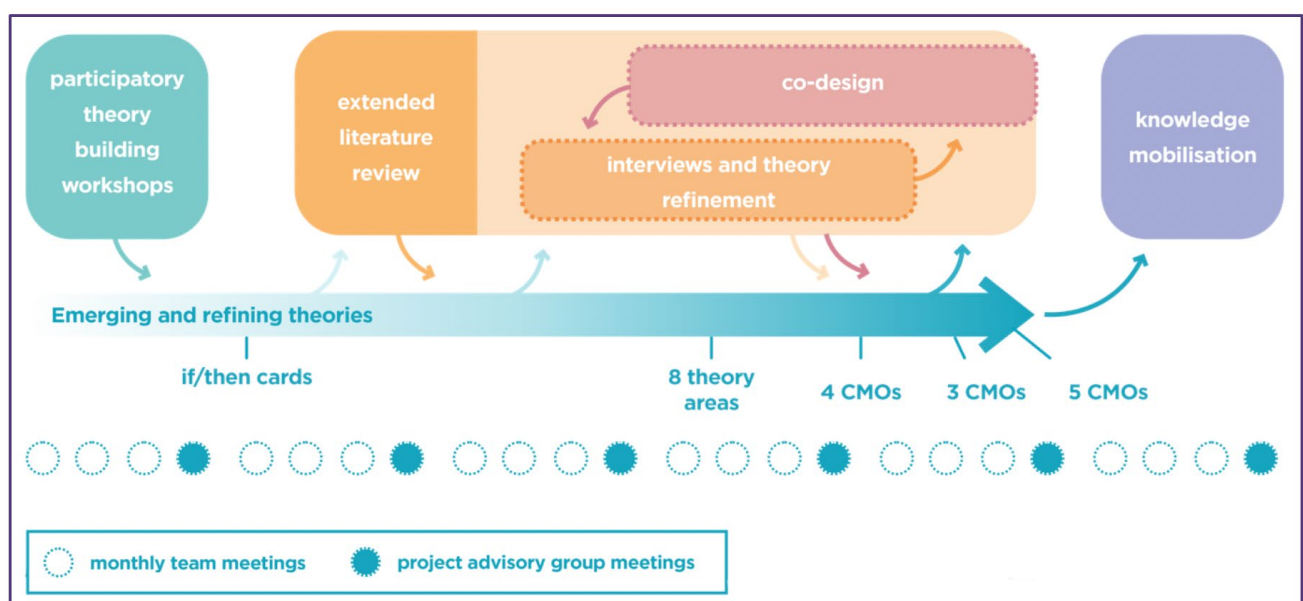 participatory
theory
building
workshops
extended
literature
review
co-design
interviews and theory
refinement
knowledge
mobilisation
Emerging and refining theories
if/then cards
8 theory
areas
4 CMOs
3 CMOs
5 CMOs
monthly team meetings
project advisory group meetings